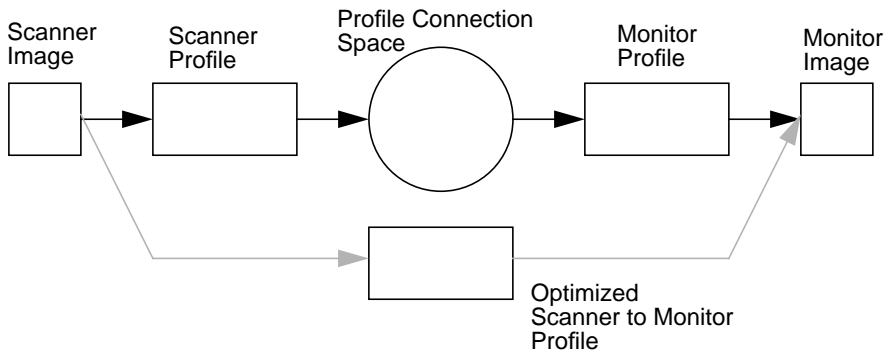 Scanner
Image
Scanner
Profile
Profile Connection
Space
Monitor
Profile
Monitor
Image
Optimized
Scanner to Monitor
Profile